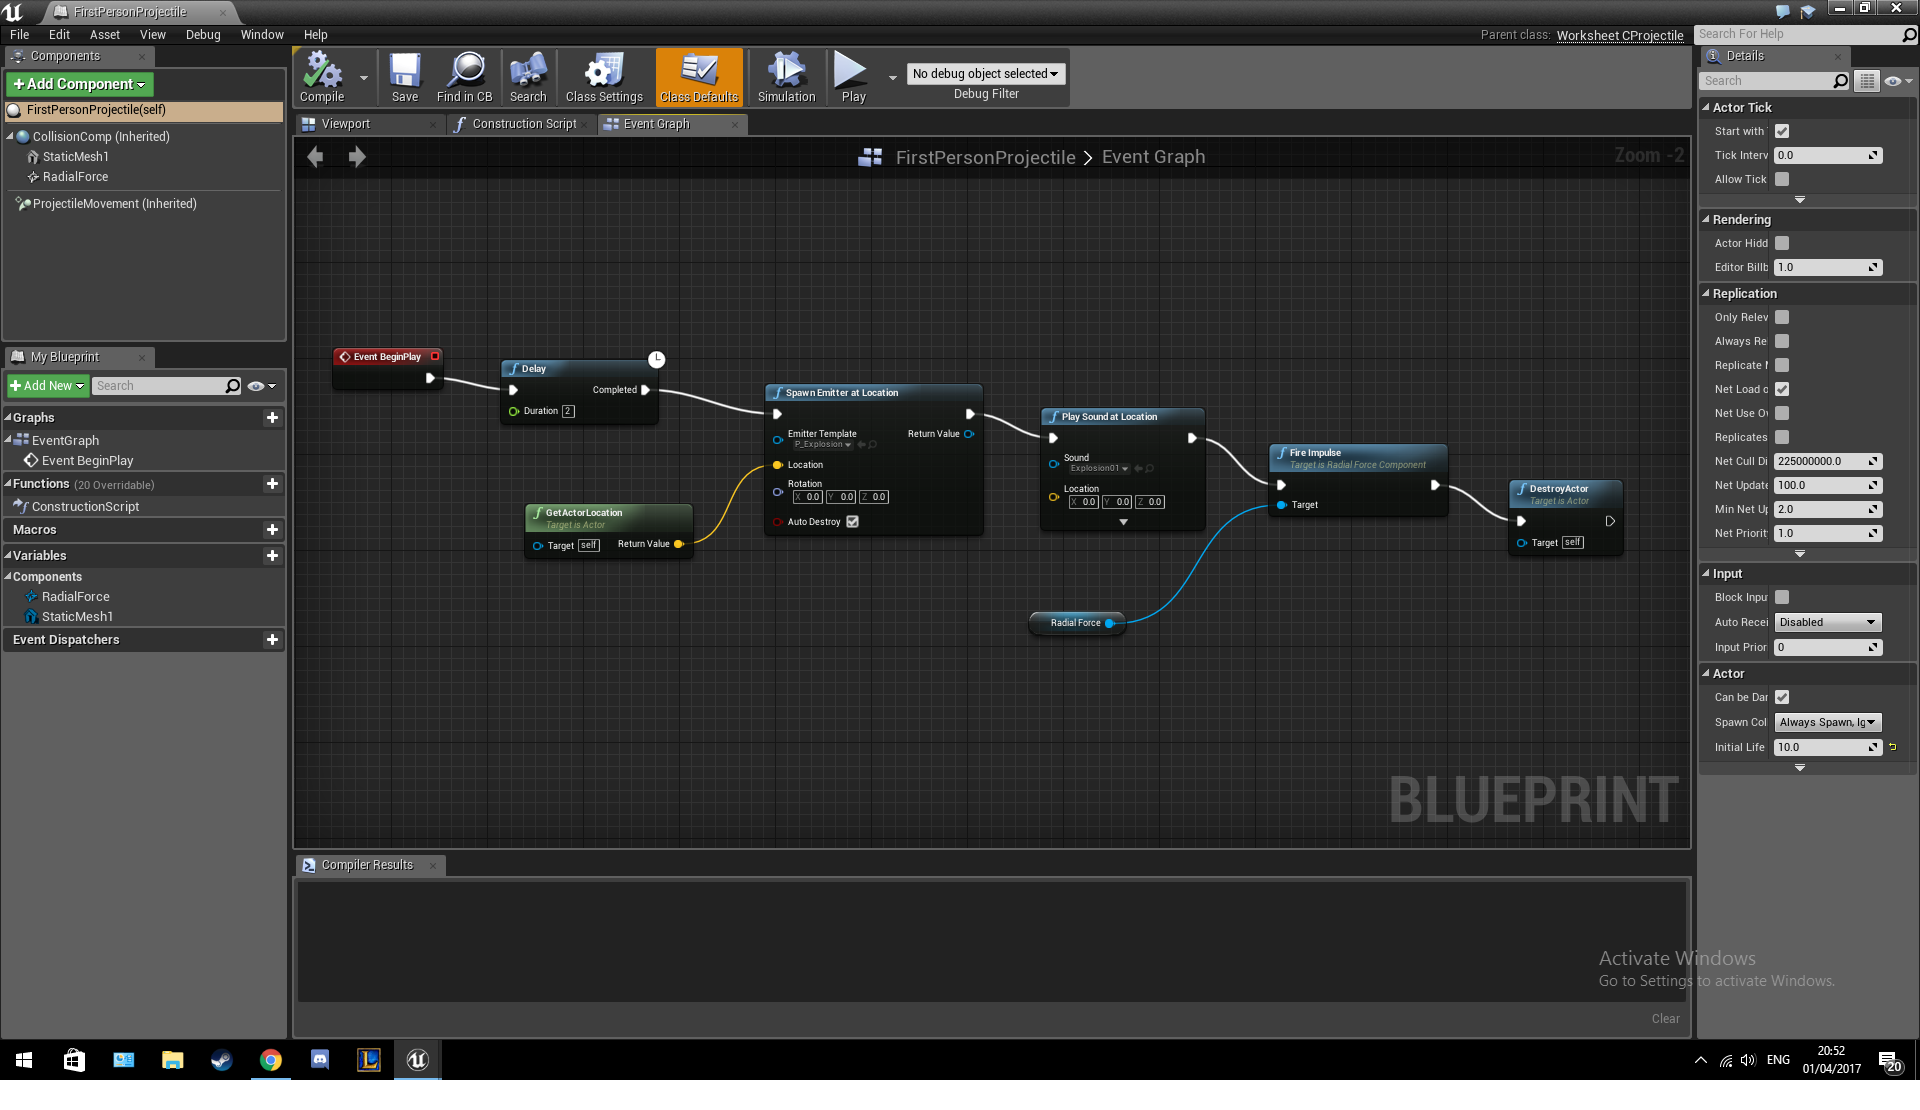 FirstPersonProjectile
File Edit Asset View Debug Window Help
Parent class: Worksheet CProjectile
Search For Help
Components
+ Add Component
FirstPersonProjectile(self)
CollisionComp (Inherited)
StaticMesh1
RadialForce
ProjectileMovement (Inherited)
My Blueprint
+ Add New
Search
Graphs
EventGraph
Event BeginPlay
Functions (20 Overridable)
ConstructionScript
Macros
Variables
Components
RadialForce
StaticMesh1
Event Dispatchers
Compile
Save
Find in CB
Search
Class Settings
Class Defaults
Simulation
Play
No debug object selected
Debug Filter
Viewport
Construction Script
Event Graph
FirstPersonProjectile > Event Graph
Zoom -2
Event BeginPlay
Delay
Completed
Duration 2
GetActorLocation
Target is Actor
Target self
Return Value
Spawn Emitter at Location
Emitter Template
P_Explosion
Return Value
Location
Rotation
X 0.0 Y 0.0 Z 0.0
Auto Destroy
Play Sound at Location
Sound
Explosion01
Location
X 0.0 Y 0.0 Z 0.0
Radial Force
Fire Impulse
Target is Radial Force Component
Target
DestroyActor
Target is Actor
Target self
BLUEPRINT
Compiler Results
Clear
Details
Search
Actor Tick
Start with
Tick Interv 0.0
Allow Tick
Rendering
Actor Hidd
Editor Billb 1.0
Replication
Only Relev
Always Re
Replicate M
Net Load o
Net Use Ov
Replicates
Net Cull Di 225000000.0
Net Update 100.0
Min Net Up 2.0
Net Priorit 1.0
Input
Block Inpu
Auto Recei Disabled
Input Prior 0
Actor
Can be Dar
Spawn Col Always Spawn, Ig
Initial Life 10.0
Activate Windows
Go to Settings to activate Windows.
ENG
20:52
01/04/2017
20